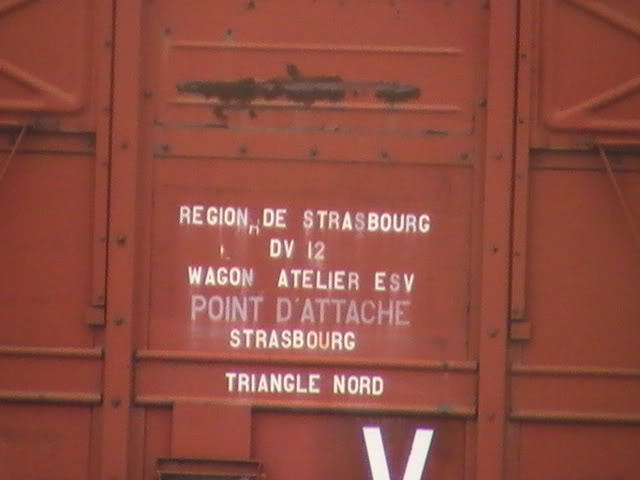 REGION DE STRASBOURG
DV 12
WAGON ATELIER ESV
POINT D'ATTACHE
STRASBOURG
TRIANGLE NORD
V